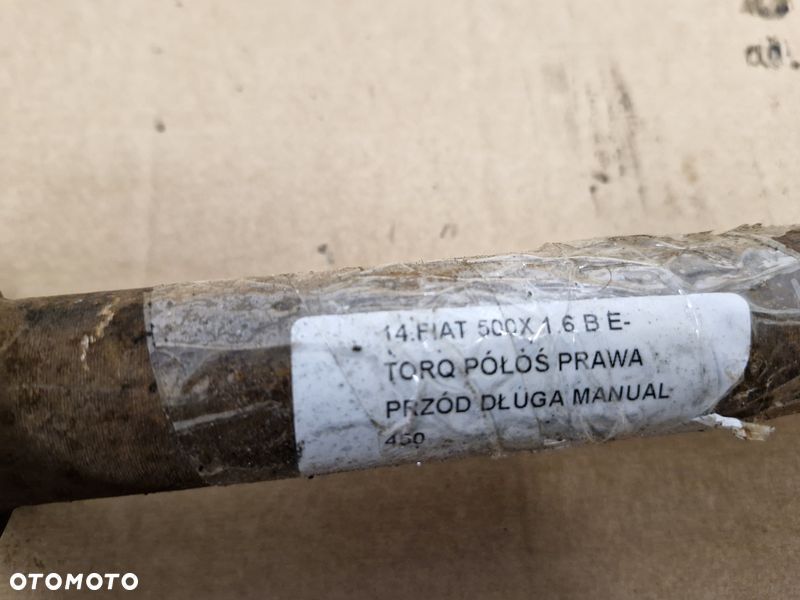 14.FIAT 500X 1.6 B E-
TORQ PÓŁOŚ PRAWA
PRZÓD DŁUGA MANUAL
450
OTOMOTO